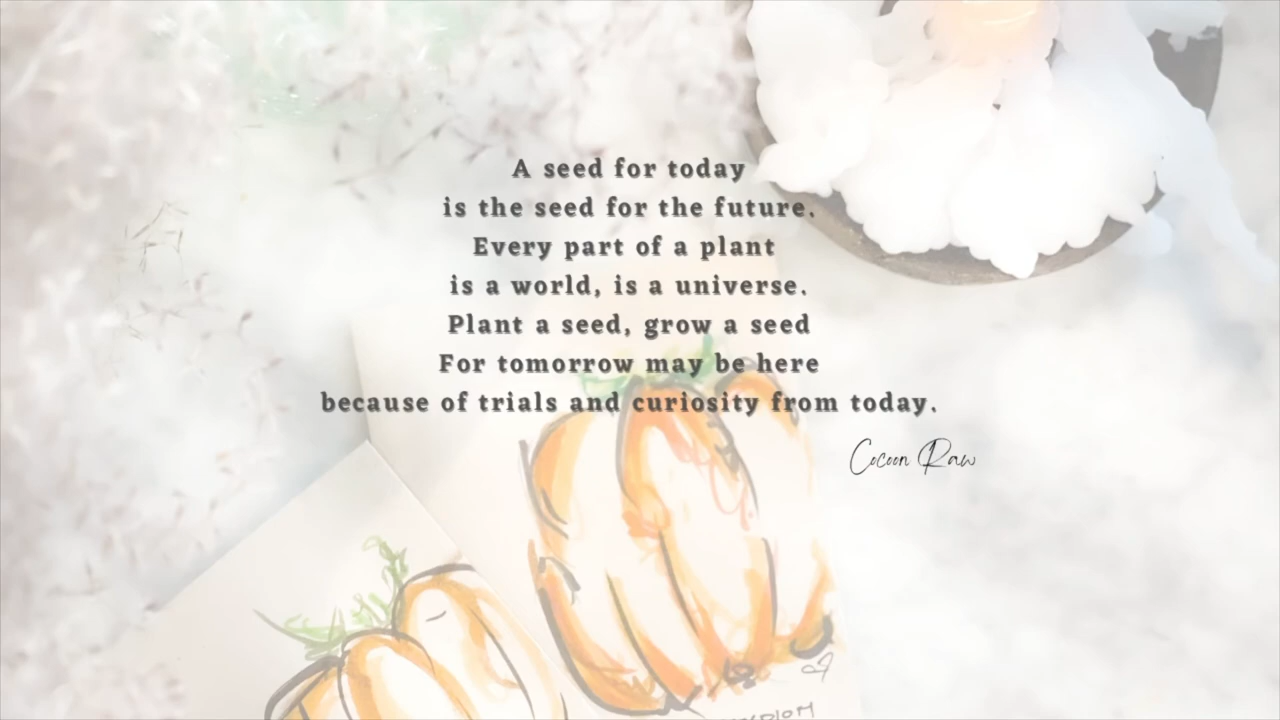 A seed for today
is the seed for the future.
Every part of a plant
is a world, is a universe.
Plant a seed, grow a seed
For tomorrow may be here
because of trials and curiosity from today.
Cocoon Raw